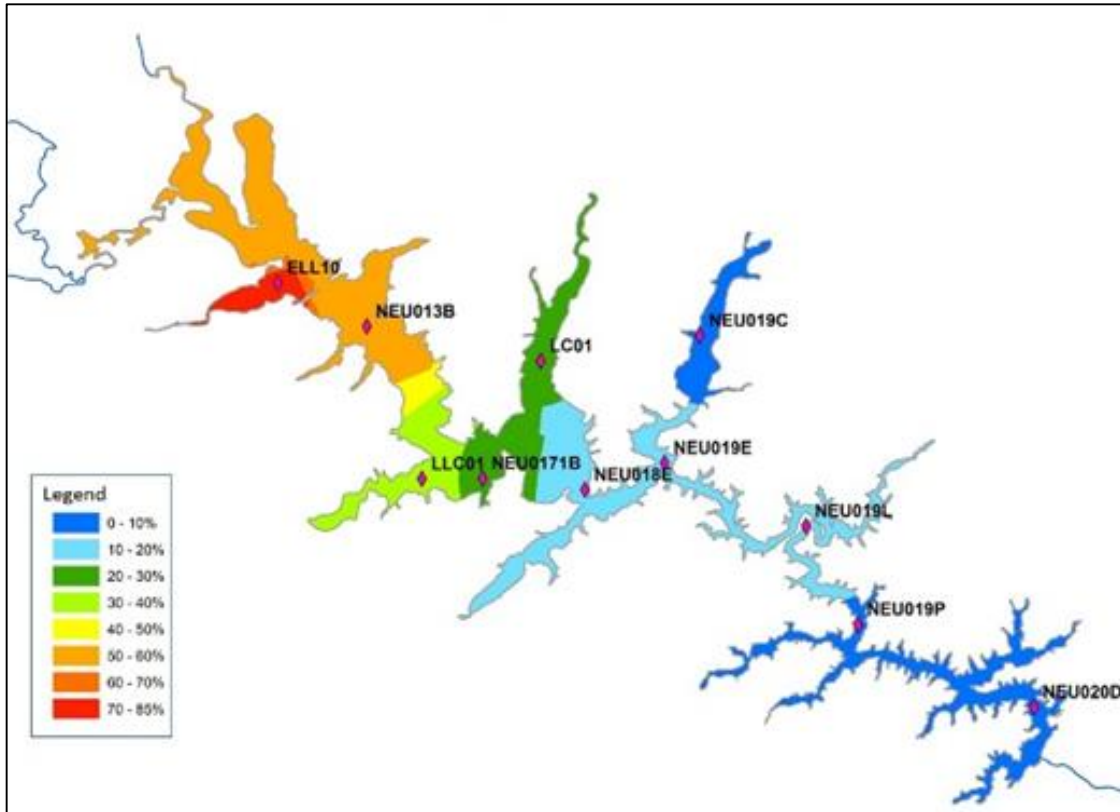 ELL10
NEU013B
NEU019C
LC01
NEU019E
LLC01
NEU0171B
NEU018E
NEU019L
NEU019P
NEU020D
Legend
0 - 10%
10 - 20%
20 - 30%
30 - 40%
40 - 50%
50 - 60%
60 - 70%
70 - 85%